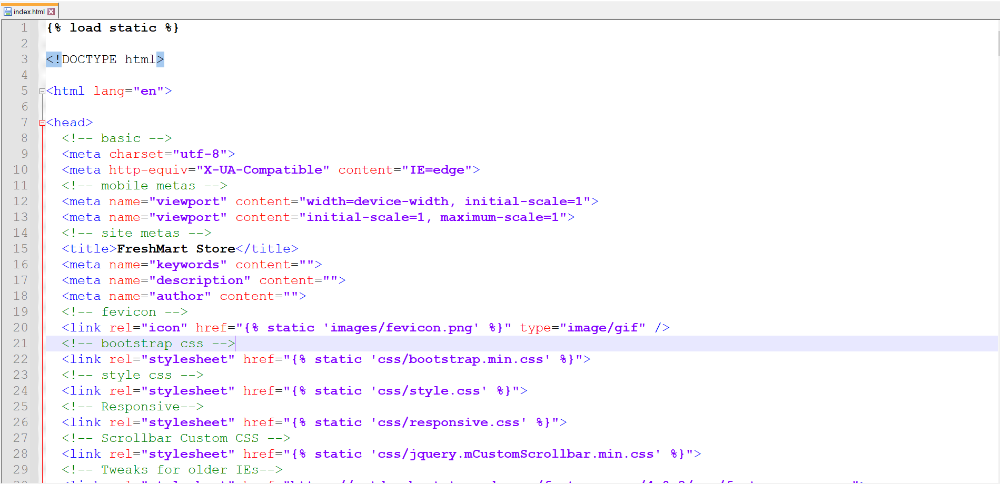 index.html
1 {% load static %}
2
3 <!DOCTYPE html>
4
5 <html lang="en">
6
7 <head>
8 <!-- basic -->
9 <meta charset="utf-8">
10 <meta http-equiv="X-UA-Compatible" content="IE=edge">
11 <!-- mobile metas -->
12 <meta name="viewport" content="width=device-width, initial-scale=1">
13 <meta name="viewport" content="initial-scale=1, maximum-scale=1">
14 <!-- site metas -->
15 <title>FreshMart Store</title>
16 <meta name="keywords" content="">
17 <meta name="description" content="">
18 <meta name="author" content="">
19 <!-- fevicon -->
20 <link rel="icon" href="{% static 'images/fevicon.png' %}" type="image/gif" />
21 <!-- bootstrap css -->
22 <link rel="stylesheet" href="{% static 'css/bootstrap.min.css' %}">
23 <!-- style css -->
24 <link rel="stylesheet" href="{% static 'css/style.css' %}">
25 <!-- Responsive-->
26 <link rel="stylesheet" href="{% static 'css/responsive.css' %}">
27 <!-- Scrollbar Custom CSS -->
28 <link rel="stylesheet" href="{% static 'css/jquery.mCustomScrollbar.min.css' %}">
29 <!-- Tweaks for older IEs-->